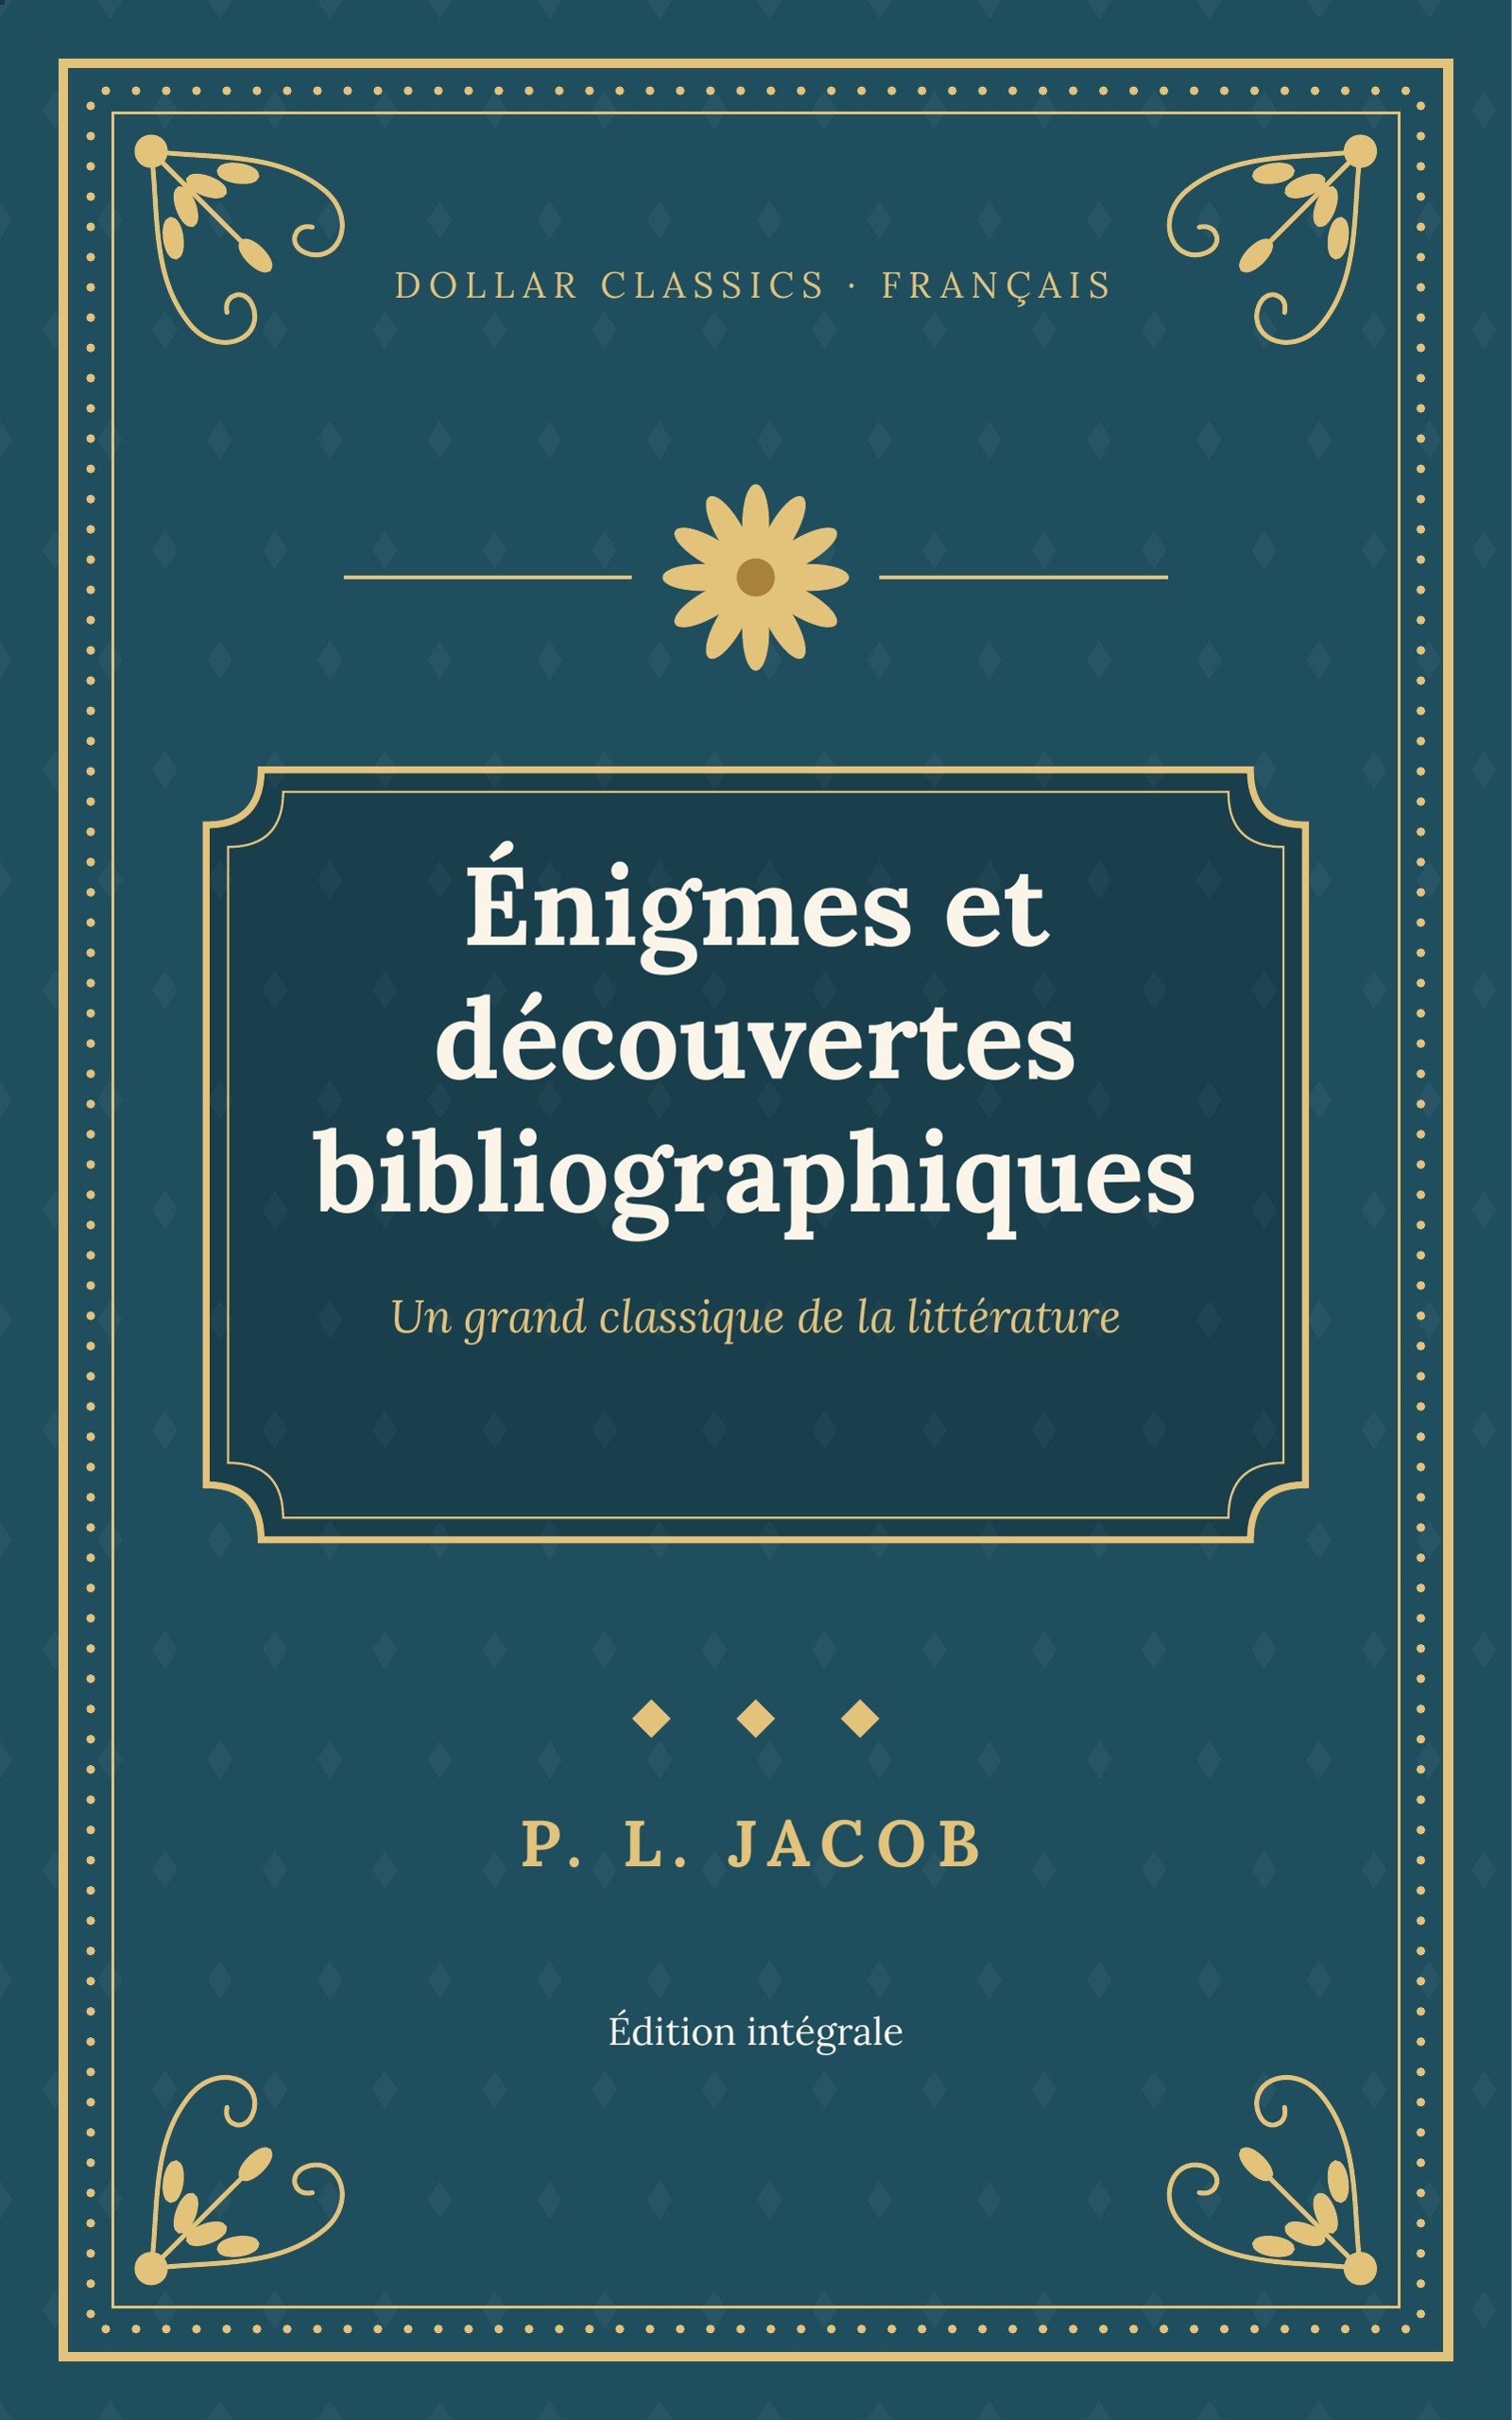 DOLLAR CLASSICS · FRANÇAIS
Énigmes et
découvertes
bibliographiques
Un grand classique de la littérature
P. L. JACOB
Édition intégrale